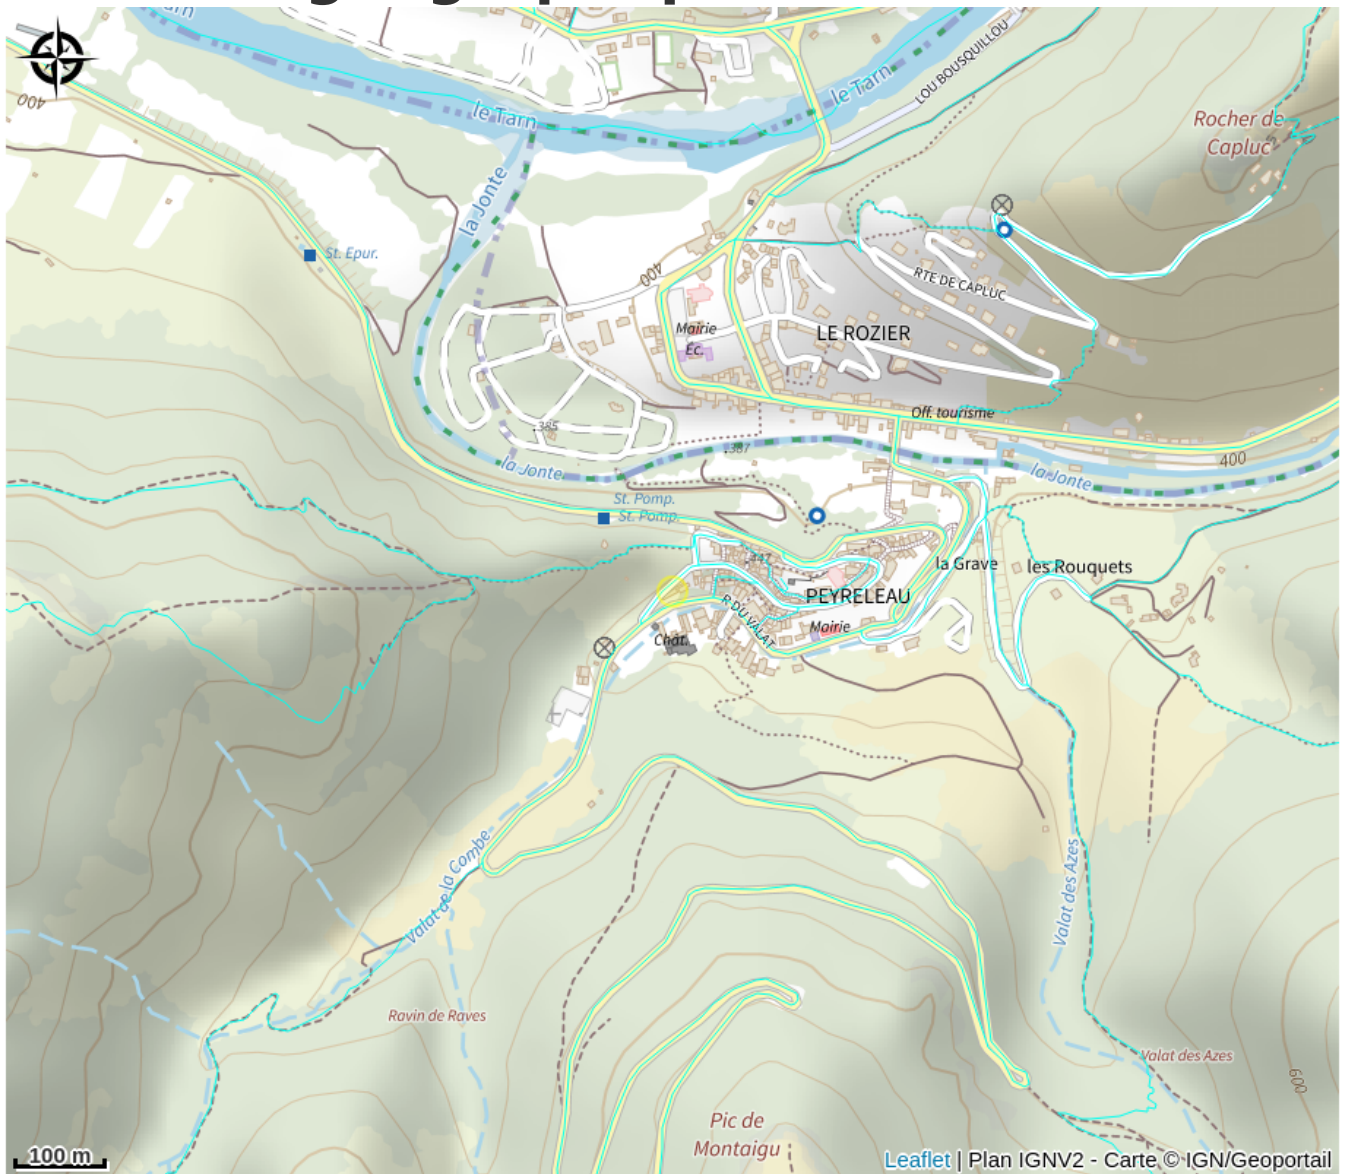 le Tarn
le Tarn
LOU BOUSQUILLOU
400
Rocher de
Capluc
la Jonte
St. Epur.
400
RTE DE CAPLUC
Mairie
Éc.
LE ROZIER
Off. tourisme
385
387
400
la Jonte
la Jonte
St. Pomp.
St. Pomp.
447
la Grave
les Rouquets
PEYRELEAU
R DU VALAT
Mairie
Chât.
Valat de la Combe
Valat des Azes
Ravin de Raves
Valat des Azes
600
Pic de
Montaigu
100 m
Leaflet | Plan IGNV2 - Carte © IGN/Geoportail